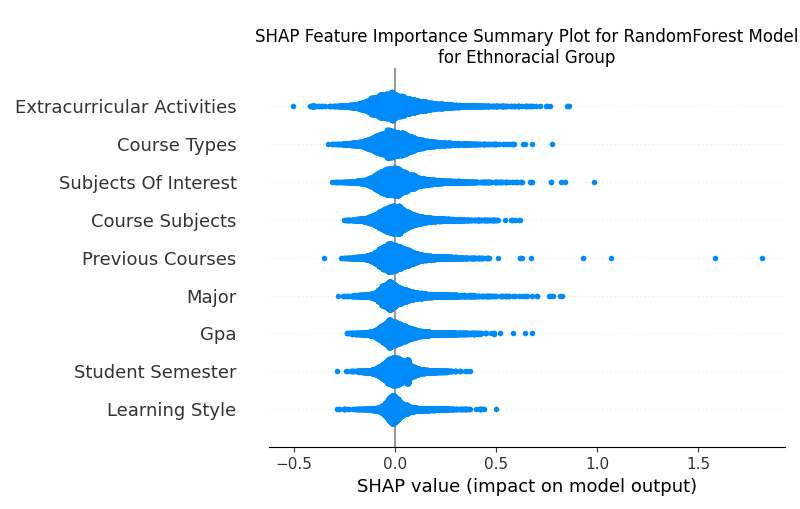 SHAP Feature Importance Summary Plot for RandomForest Model
for Ethnoracial Group
Extracurricular Activities
Course Types
Subjects Of Interest
Course Subjects
Previous Courses
Major
Gpa
Student Semester
Learning Style
−0.5 0.0 0.5 1.0 1.5
SHAP value (impact on model output)